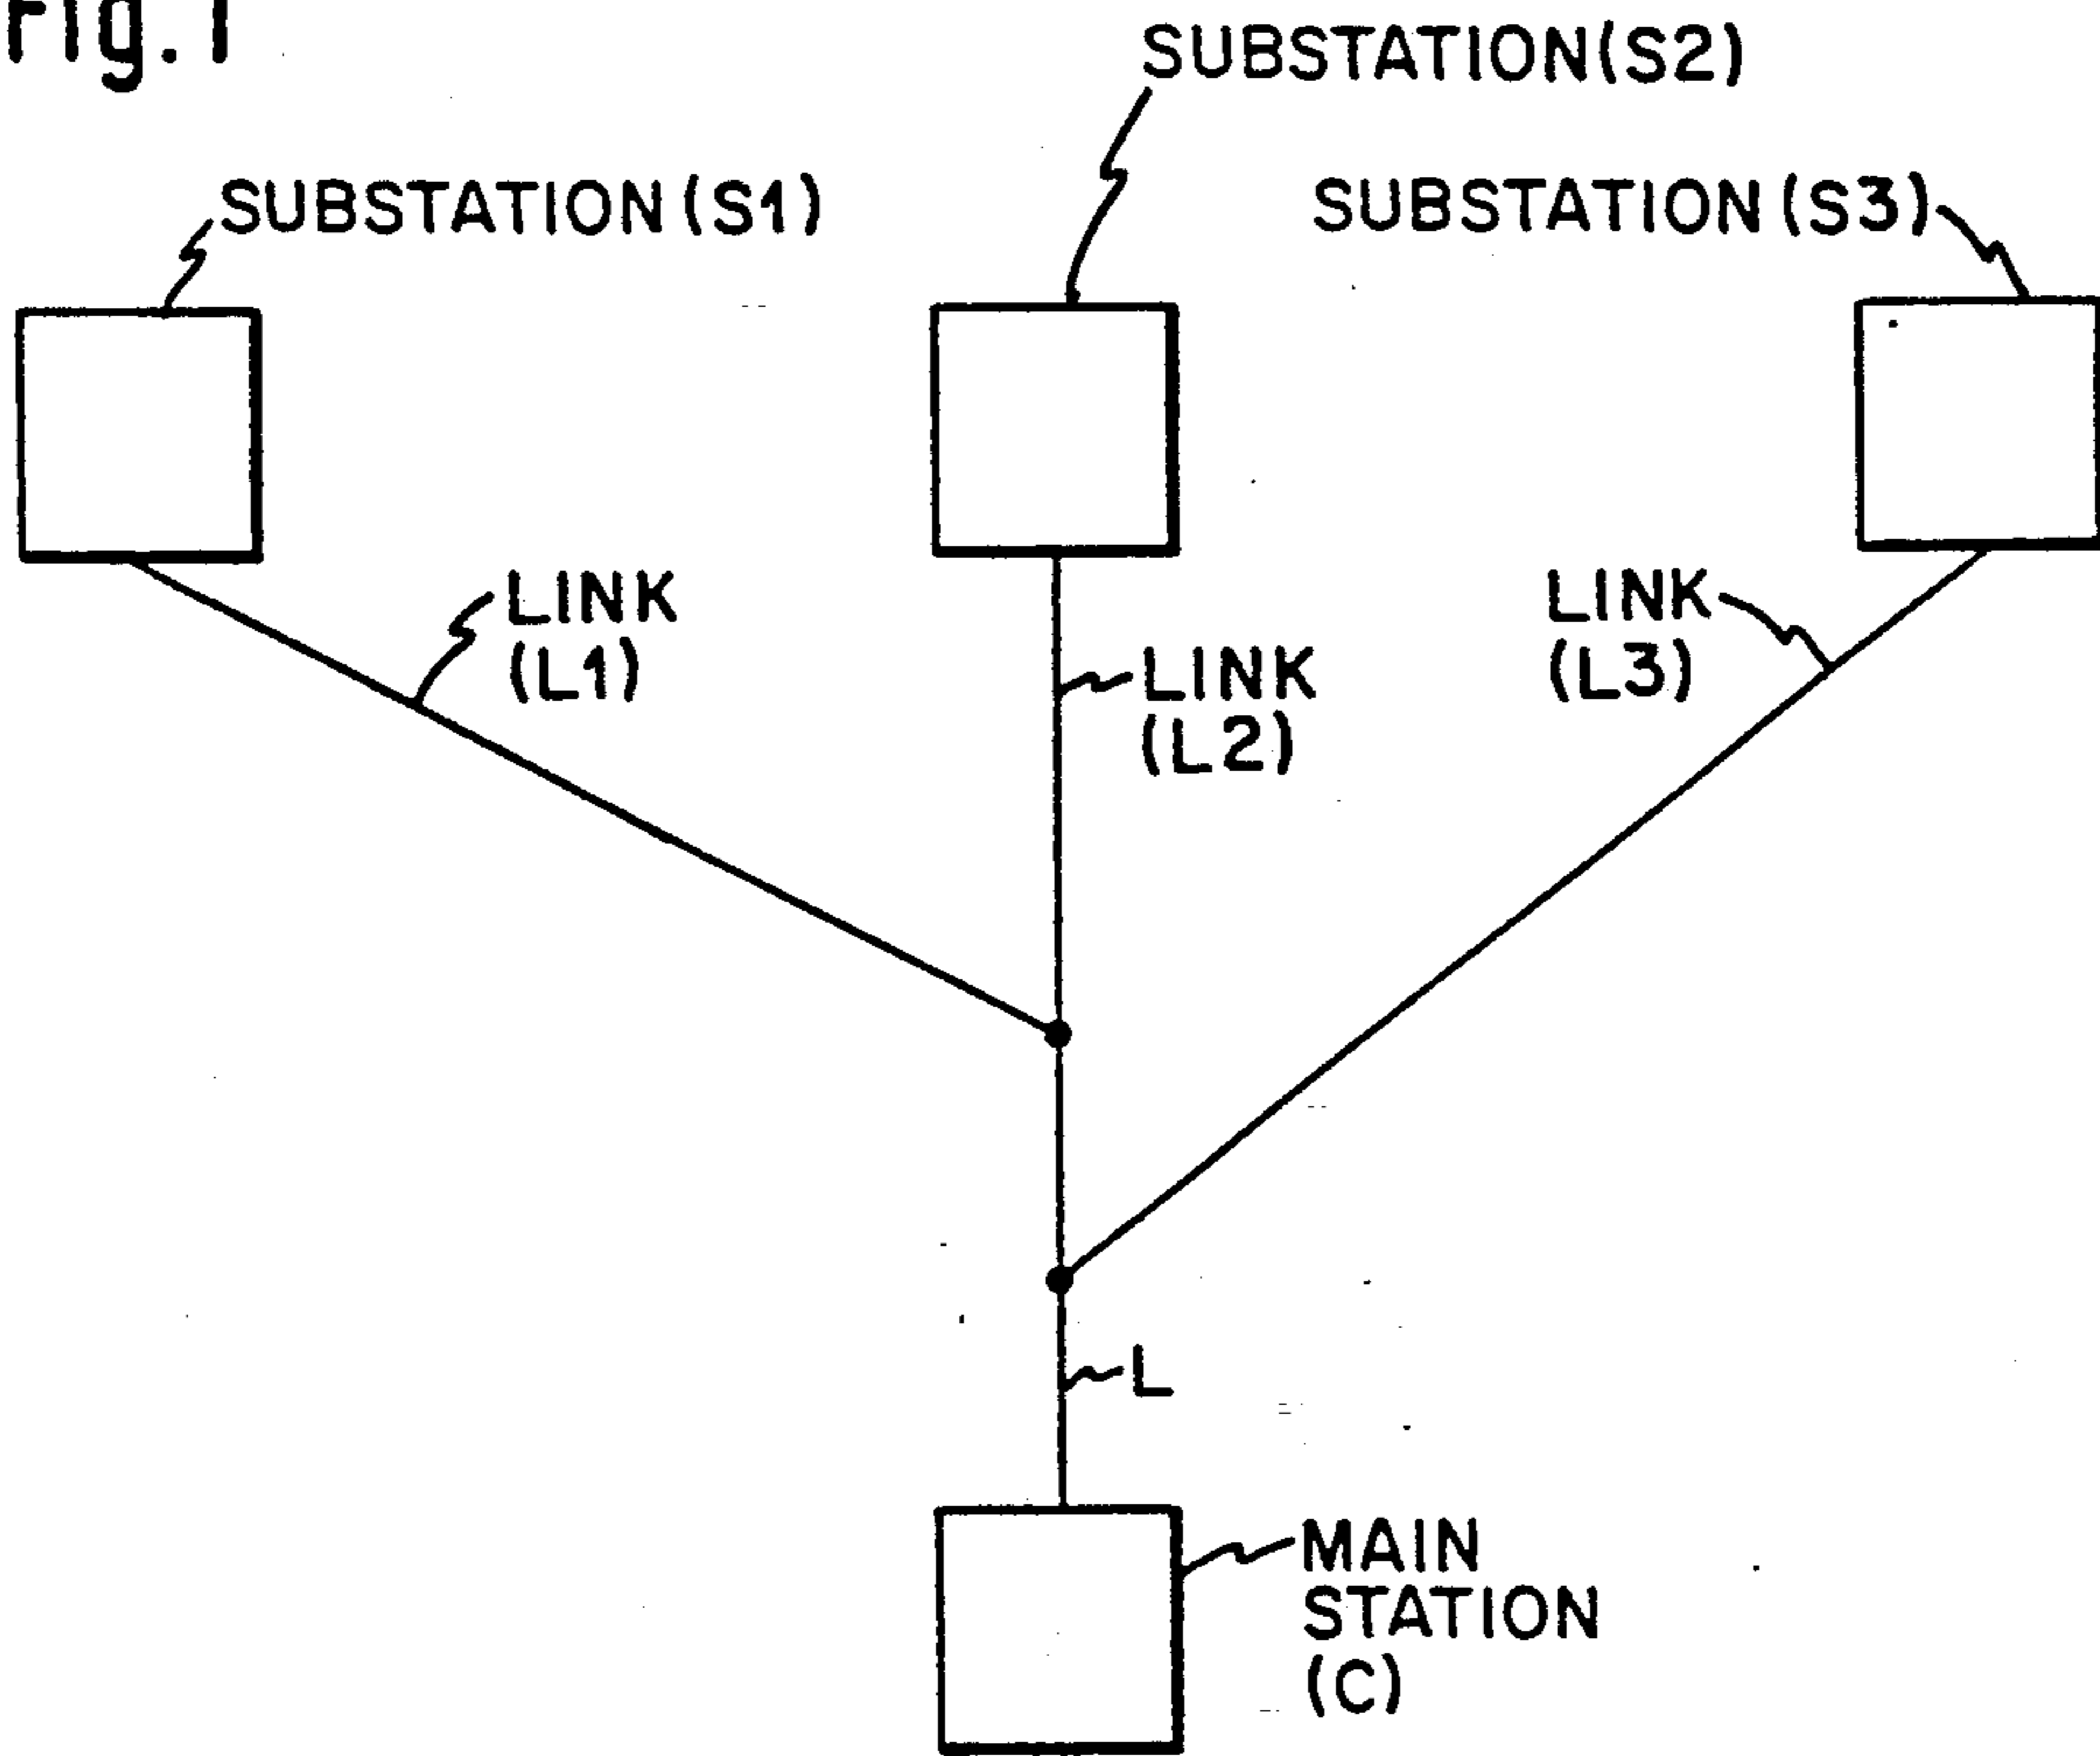 Fig.1
SUBSTATION(S2)
SUBSTATION(S1)
SUBSTATION(S3)
LINK
(L1)
LINK
(L2)
LINK
(L3)
L
MAIN
STATION
(C)